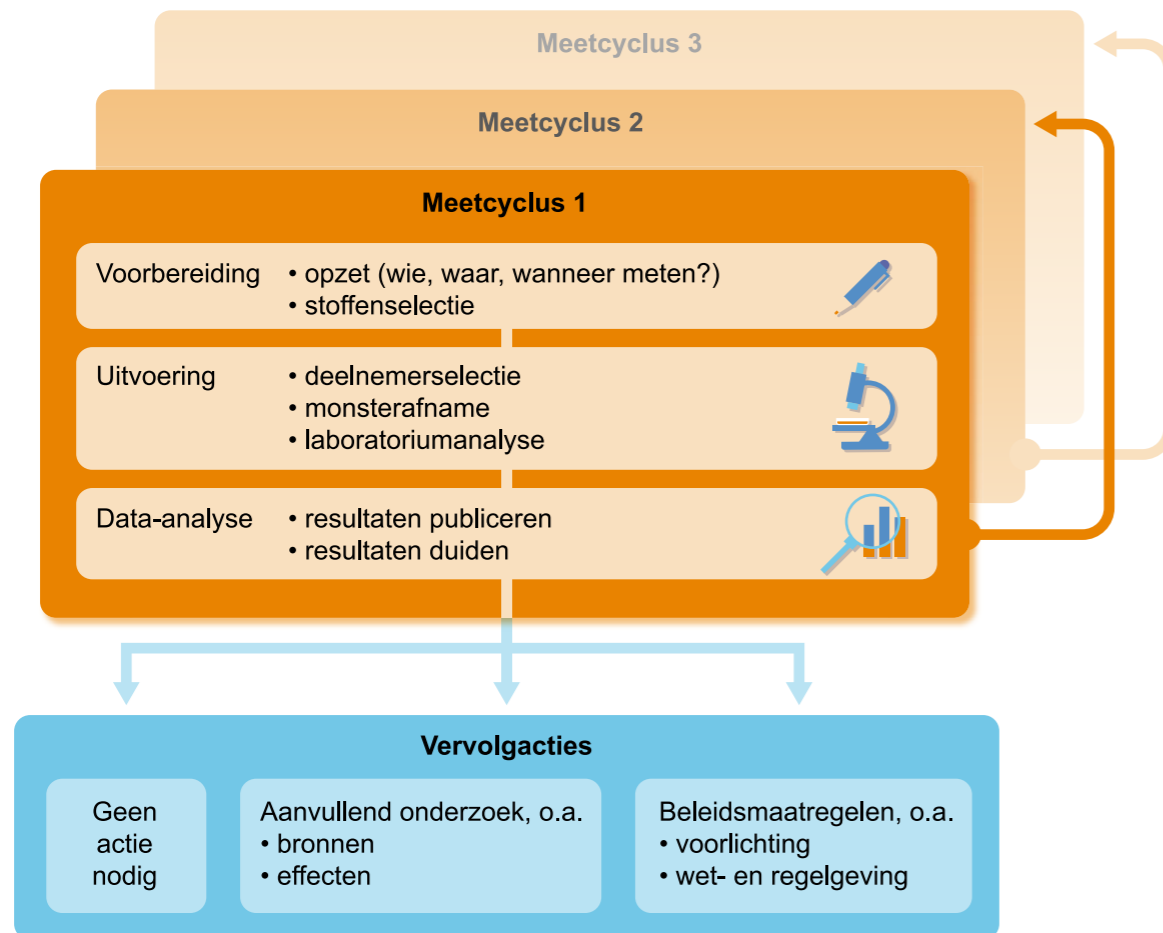 Meetcyclus 3
Meetcyclus 2
Meetcyclus 1
Voorbereiding
• opzet (wie, waar, wanneer meten?)
• stoffenselectie
Uitvoering
• deelnemerselectie
• monsterafname
• laboratoriumanalyse
Data-analyse
• resultaten publiceren
• resultaten duiden
Vervolgacties
Geen
actie
nodig
Aanvullend onderzoek, o.a.
• bronnen
• effecten
Beleidsmaatregelen, o.a.
• voorlichting
• wet- en regelgeving